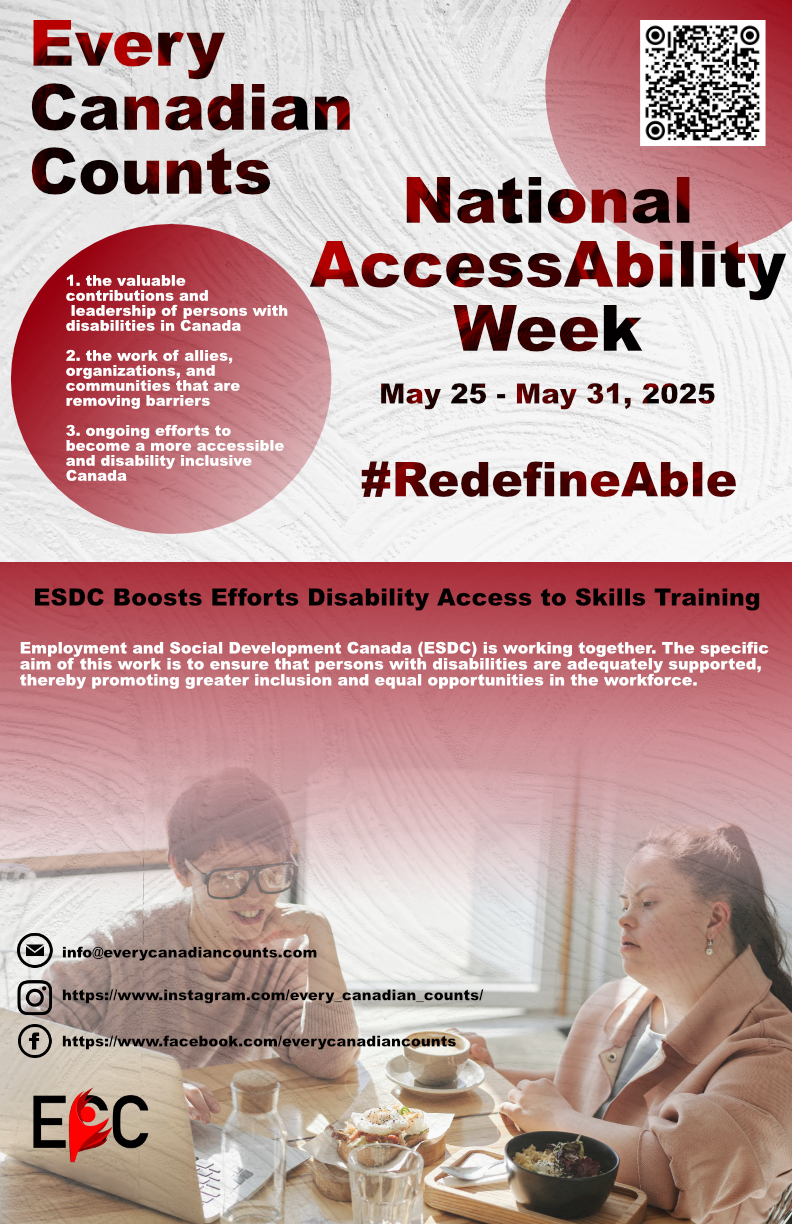 Every
Canadian
Counts
National
AccessAbility
Week
May 25 - May 31, 2025
#RedefineAble
1. the valuable
contributions and
leadership of persons with
disabilities in Canada
2. the work of allies,
organizations, and
communities that are
removing barriers
3. ongoing efforts to
become a more accessible
and disability inclusive
Canada
ESDC Boosts Efforts Disability Access to Skills Training
Employment and Social Development Canada (ESDC) is working together. The specific
aim of this work is to ensure that persons with disabilities are adequately supported,
thereby promoting greater inclusion and equal opportunities in the workforce.
info@everycanadiancounts.com
https://www.instagram.com/every_canadian_counts/
https://www.facebook.com/everycanadiancounts
ECC